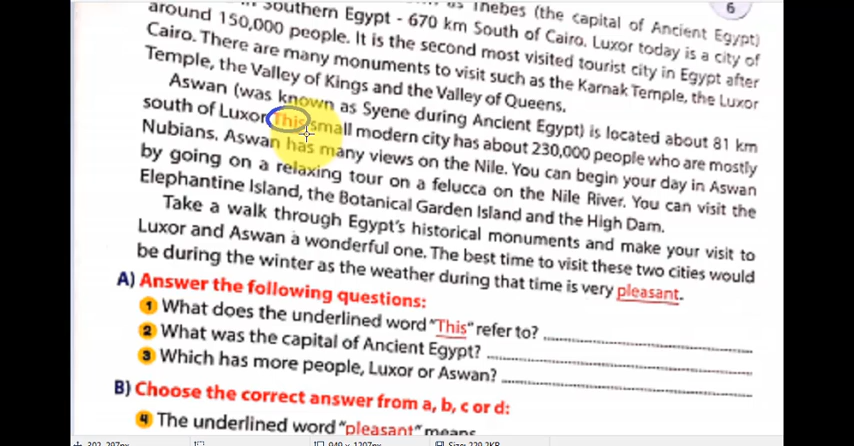 in Southern Egypt - 670 km South of Cairo. Luxor today is a city of
as Thebes (the capital of Ancient Egypt)
6
around 150,000 people. It is the second most visited tourist city in Egypt after
Cairo. There are many monuments to visit such as the Karnak Temple, the Luxor
Temple, the Valley of Kings and the Valley of Queens.
Aswan (was known as Syene during Ancient Egypt) is located about 81 km
south of Luxor This small modern city has about 230,000 people who are mostly
Nubians. Aswan has many views on the Nile. You can begin your day in Aswan
by going on a relaxing tour on a felucca on the Nile River. You can visit the
Elephantine Island, the Botanical Garden Island and the High Dam.
Take a walk through Egypt's historical monuments and make your visit to
Luxor and Aswan a wonderful one. The best time to visit these two cities would
be during the winter as the weather during that time is very pleasant.
A) Answer the following questions:
1 What does the underlined word "This" refer to?
2 What was the capital of Ancient Egypt?
3 Which has more people, Luxor or Aswan?
B) Choose the correct answer from a, b, c or d:
4 The underlined word "pleasant" means
302, 297px
949 × 1207px
Size: 229.2KB